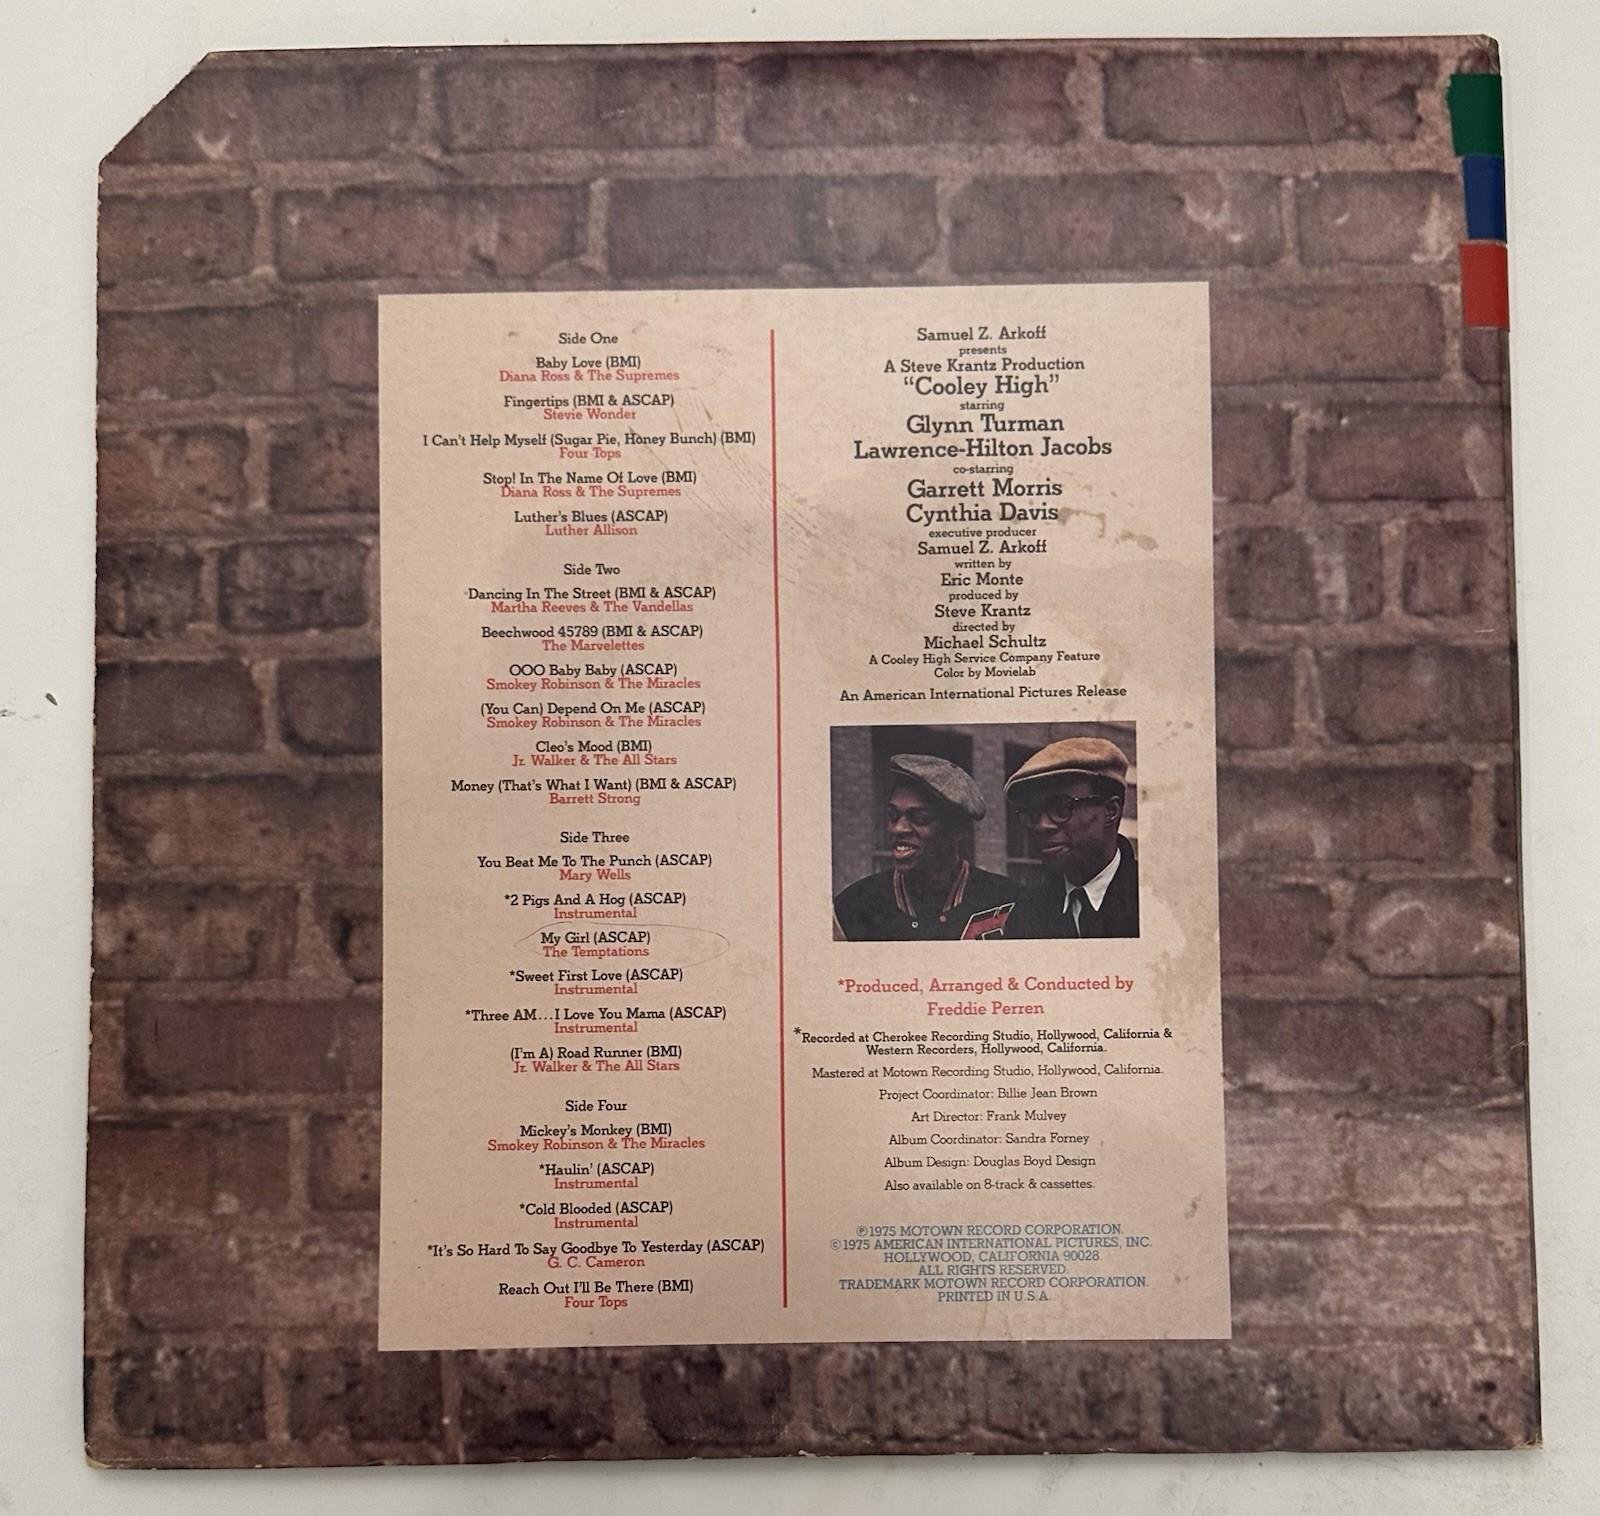 Side One
Baby Love (BMI)
Diana Ross & The Supremes
Fingertips (BMI & ASCAP)
Stevie Wonder
I Can't Help Myself (Sugar Pie, Honey Bunch) (BMI)
Four Tops
Stop! In The Name Of Love (BMI)
Diana Ross & The Supremes
Luther's Blues (ASCAP)
Luther Allison
Side Two
Dancing In The Street (BMI & ASCAP)
Martha Reeves & The Vandellas
Beechwood 45789 (BMI & ASCAP)
The Marvelettes
OOO Baby Baby (ASCAP)
Smokey Robinson & The Miracles
(You Can) Depend On Me (ASCAP)
Smokey Robinson & The Miracles
Cleo's Mood (BMI)
Jr. Walker & The All Stars
Money (That's What I Want) (BMI & ASCAP)
Barrett Strong
Side Three
You Beat Me To The Punch (ASCAP)
Mary Wells
*2 Pigs And A Hog (ASCAP)
Instrumental
My Girl (ASCAP)
The Temptations
*Sweet First Love (ASCAP)
Instrumental
*Three AM...I Love You Mama (ASCAP)
Instrumental
(I'm A) Road Runner (BMI)
Jr. Walker & The All Stars
Side Four
Mickey's Monkey (BMI)
Smokey Robinson & The Miracles
*Haulin' (ASCAP)
Instrumental
*Cold Blooded (ASCAP)
Instrumental
*It's So Hard To Say Goodbye To Yesterday (ASCAP)
G. C. Cameron
Reach Out I'll Be There (BMI)
Four Tops
Samuel Z. Arkoff
presents
A Steve Krantz Production
"Cooley High"
starring
Glynn Turman
Lawrence-Hilton Jacobs
co-starring
Garrett Morris
Cynthia Davis
executive producer
Samuel Z. Arkoff
written by
Eric Monte
produced by
Steve Krantz
directed by
Michael Schultz
A Cooley High Service Company Feature
Color by Movielab
An American International Pictures Release
*Produced, Arranged & Conducted by
Freddie Perren
*Recorded at Cherokee Recording Studio, Hollywood, California &
Western Recorders, Hollywood, California.
Mastered at Motown Recording Studio, Hollywood, California.
Project Coordinator: Billie Jean Brown
Art Director: Frank Mulvey
Album Coordinator: Sandra Forney
Album Design: Douglas Boyd Design
Also available on 8-track & cassettes.
℗1975 MOTOWN RECORD CORPORATION.
©1975 AMERICAN INTERNATIONAL PICTURES, INC.
HOLLYWOOD, CALIFORNIA 90028.
ALL RIGHTS RESERVED.
TRADEMARK MOTOWN RECORD CORPORATION.
PRINTED IN U.S.A.